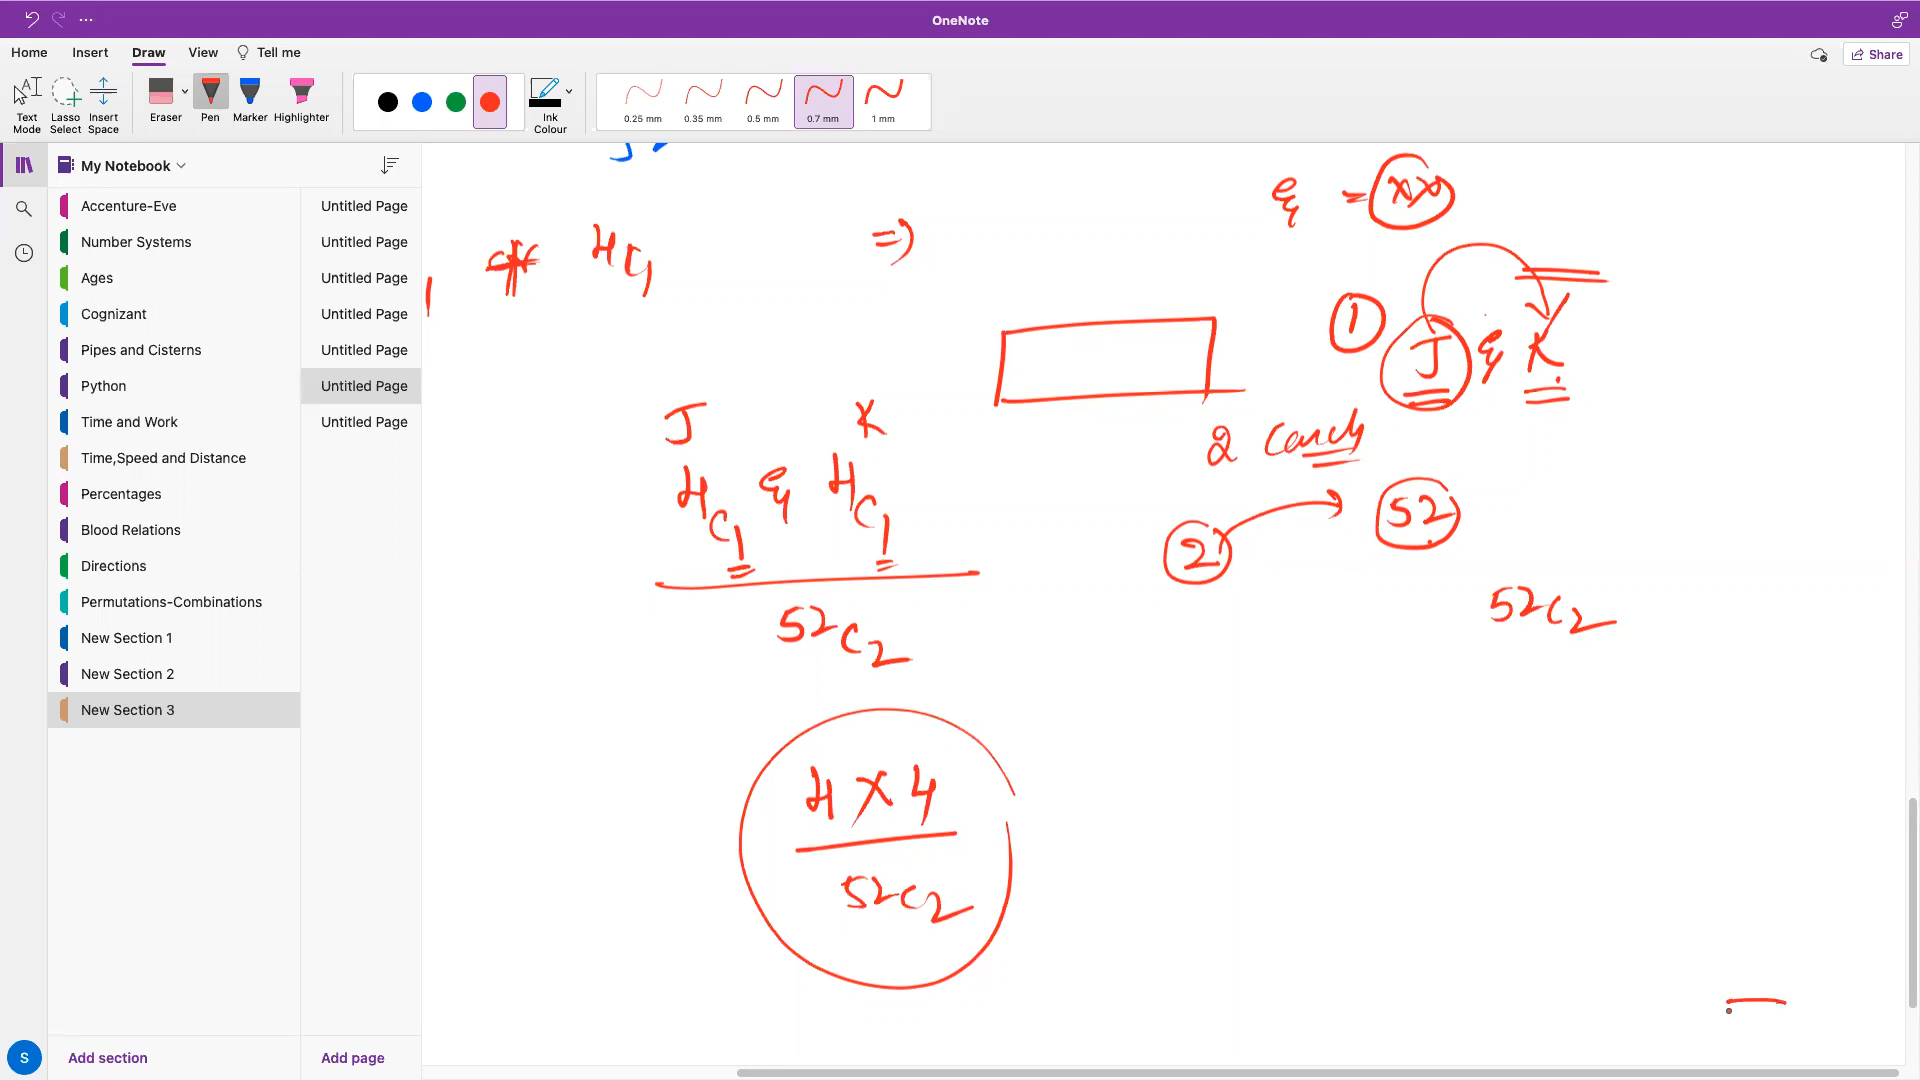 OneNote
Home Insert Draw View Tell me
Share
Text Mode
Lasso Select
Insert Space
Eraser
Pen
Marker
Highlighter
Ink Colour
0.25 mm
0.35 mm
0.5 mm
0.7 mm
1 mm
My Notebook
Accenture-Eve
Number Systems
Ages
Cognizant
Pipes and Cisterns
Python
Time and Work
Time,Speed and Distance
Percentages
Blood Relations
Directions
Permutations-Combinations
New Section 1
New Section 2
New Section 3
Untitled Page
Untitled Page
Untitled Page
Untitled Page
Untitled Page
Untitled Page
Untitled Page
S
Add section
Add page
& = xx
4C1 =>
1 J & K
J K
4C1 & 4C1
52C2
2 cards
2 52
52C2
4 X 4
52C2